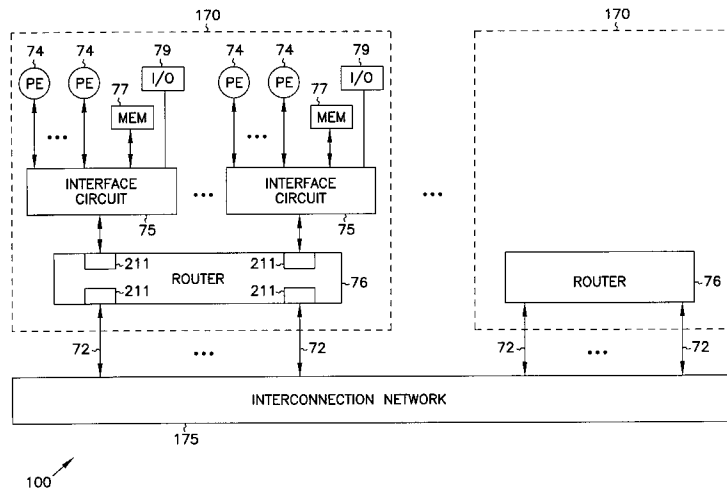 170 170
74 74 79 74 74 79
PE PE I/O PE PE I/O
77 77
MEM MEM
... ...
INTERFACE CIRCUIT ... INTERFACE CIRCUIT ...
75 75
211 ROUTER 211 76 ROUTER 76
211 211
72 ... 72 72 ... 72
INTERCONNECTION NETWORK
175
100